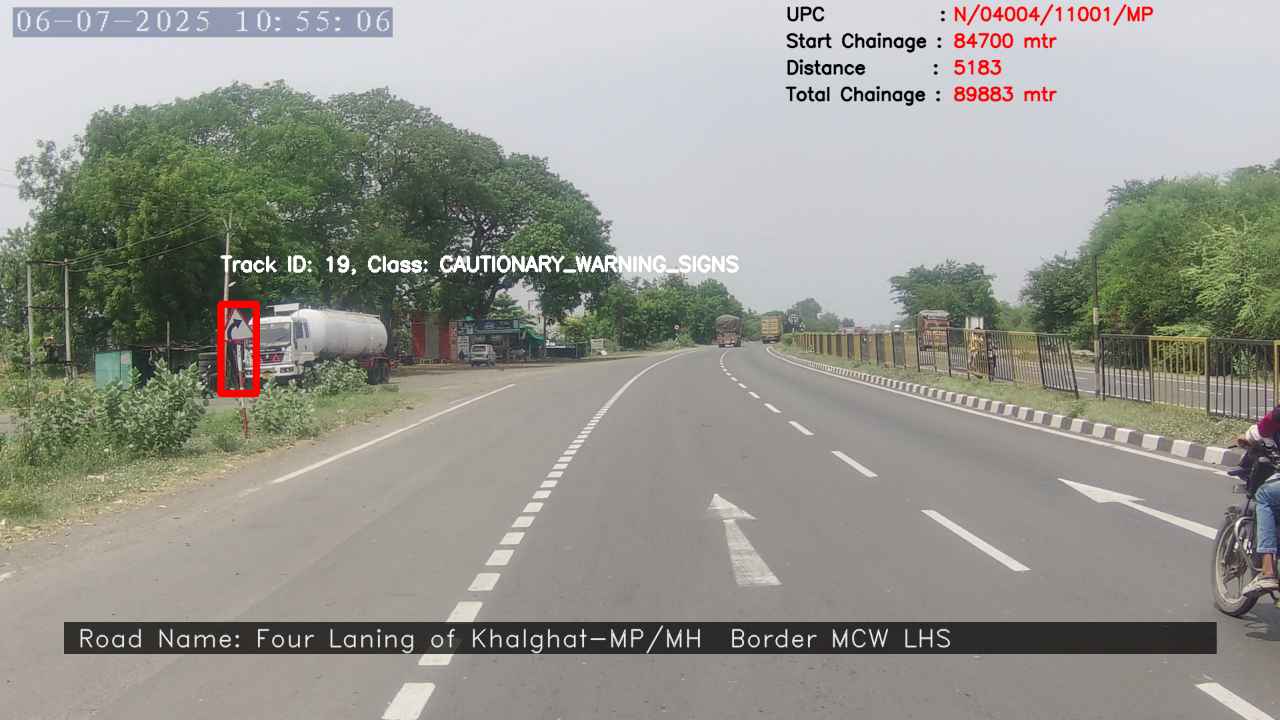 06-07-2025 10:55:06
UPC : N/04004/11001/MP
Start Chainage : 84700 mtr
Distance : 5183
Total Chainage : 89883 mtr
Track ID: 19, Class: CAUTIONARY_WARNING_SIGNS
Road Name: Four Laning of Khalghat-MP/MH Border MCW LHS